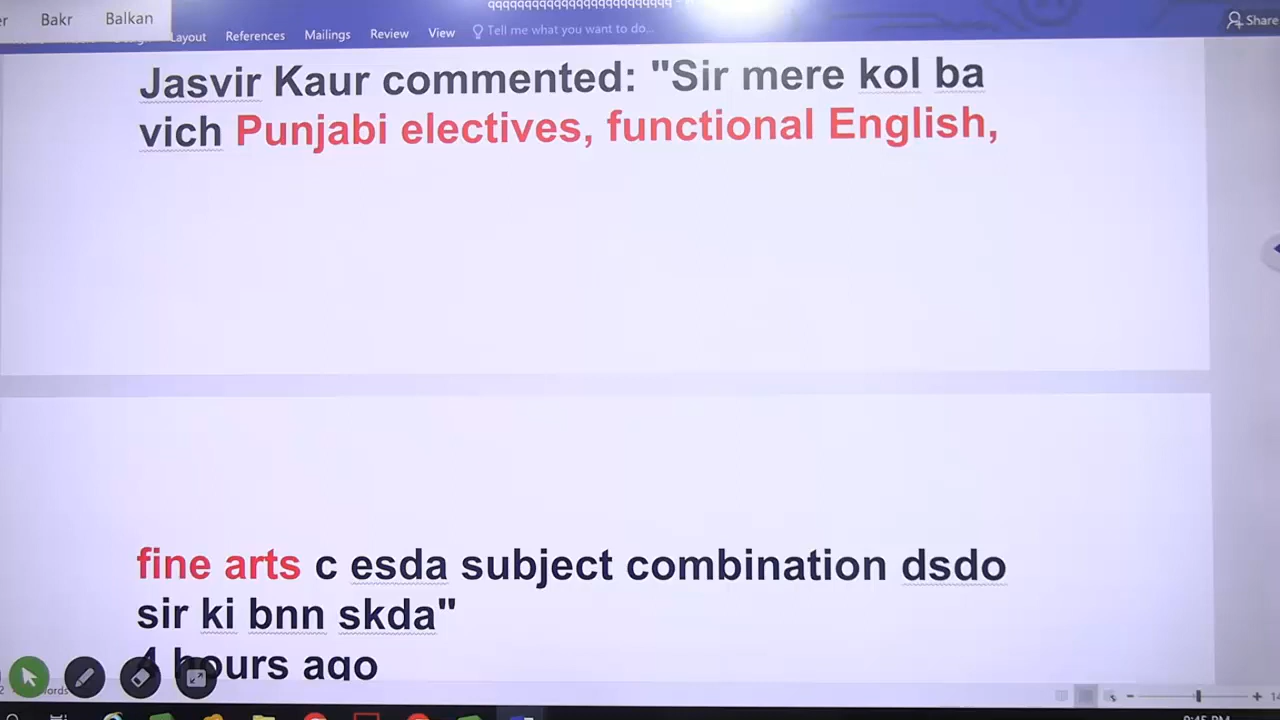 Bakr Balkan
References Mailings Review View Tell me what you want to do... Share
Jasvir Kaur commented: "Sir mere kol ba
vich Punjabi electives, functional English,
fine arts c esda subject combination dsdo
sir ki bnn skda"
4 hours ago